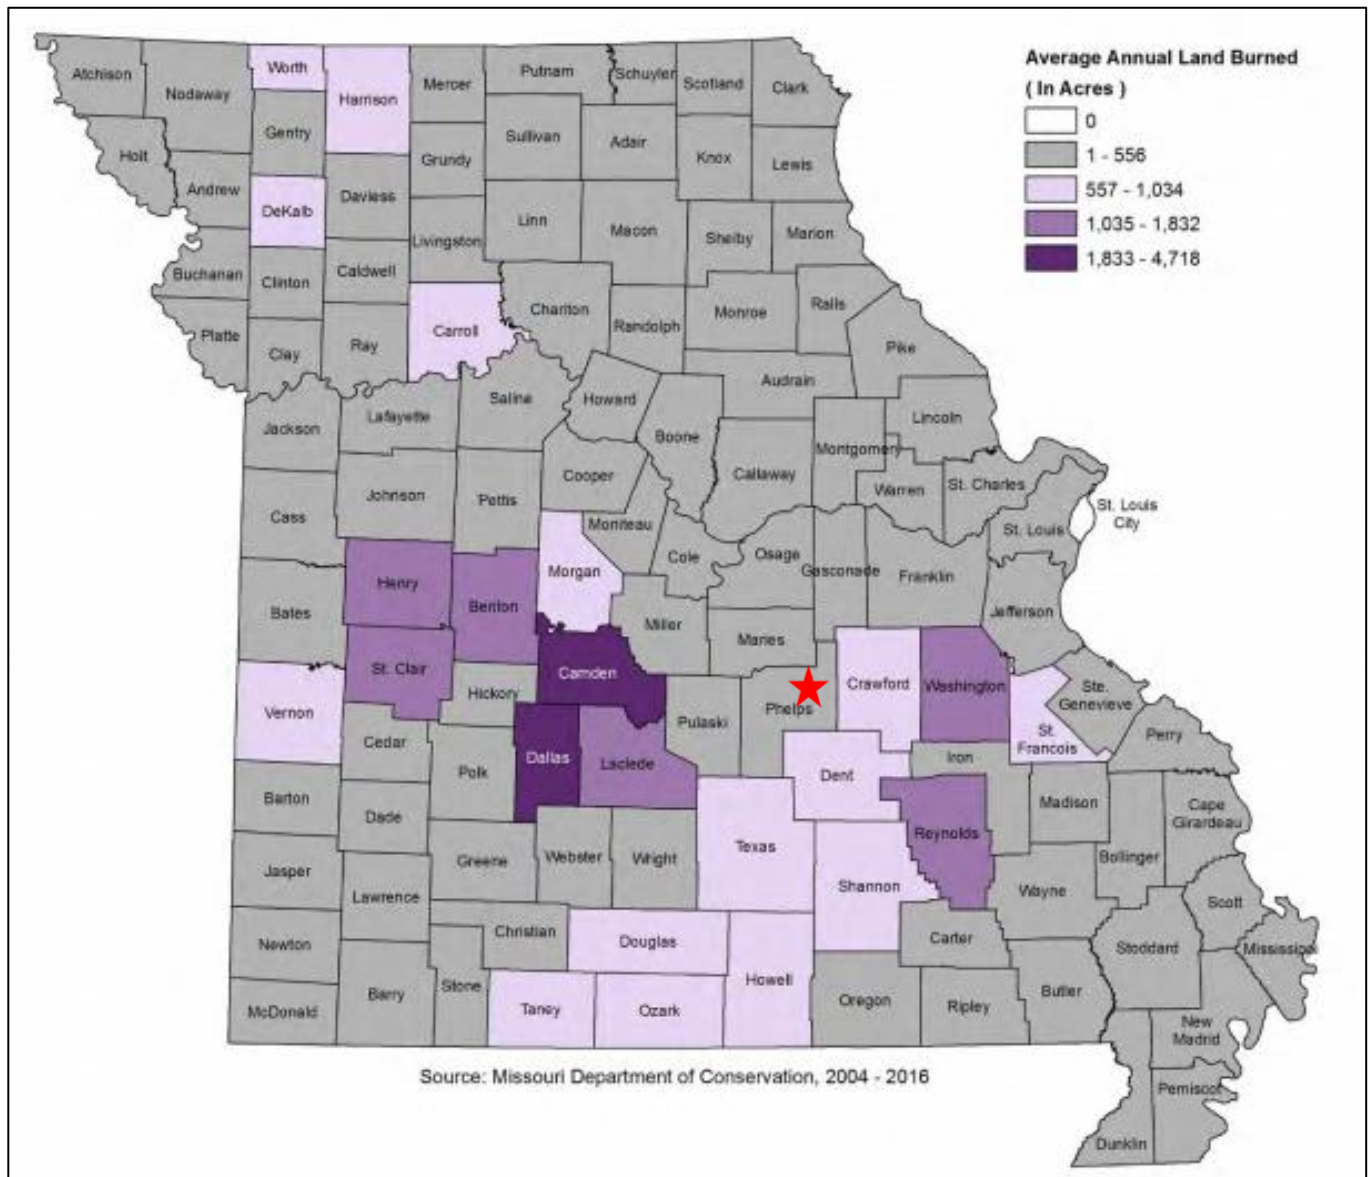 Average Annual Land Burned
( In Acres )
0
1 - 556
557 - 1,034
1,035 - 1,832
1,833 - 4,718
Atchison
Nodaway
Worth
Harrison
Mercer
Putnam
Schuyler
Scotland
Clark
Gentry
Holt
Andrew
DeKalb
Daviess
Grundy
Sullivan
Adair
Knox
Lewis
Linn
Macon
Shelby
Marion
Livingston
Buchanan
Clinton
Caldwell
Chariton
Randolph
Monroe
Ralls
Pike
Platte
Clay
Ray
Carroll
Audrain
Saline
Howard
Boone
Lincoln
Jackson
Lafayette
Callaway
Montgomery
Warren
St. Charles
St. Louis
City
Cooper
Johnson
Pettis
Cass
Moniteau
Cole
Osage
Gasconade
Franklin
St. Louis
Jefferson
Morgan
Henry
Benton
Bates
Miller
Maries
St. Clair
Camden
Hickory
Pulaski
Phelps
Crawford
Washington
Ste.
Genevieve
St.
Francois
Perry
Vernon
Cedar
Polk
Dallas
Laclede
Dent
Iron
Madison
Cape
Girardeau
Barton
Dade
Greene
Webster
Wright
Texas
Reynolds
Bollinger
Jasper
Lawrence
Shannon
Wayne
Scott
Newton
Christian
Douglas
Howell
Carter
Stoddard
Mississippi
McDonald
Barry
Stone
Taney
Ozark
Oregon
Ripley
Butler
New
Madrid
Pemiscot
Dunklin
Source: Missouri Department of Conservation, 2004 - 2016